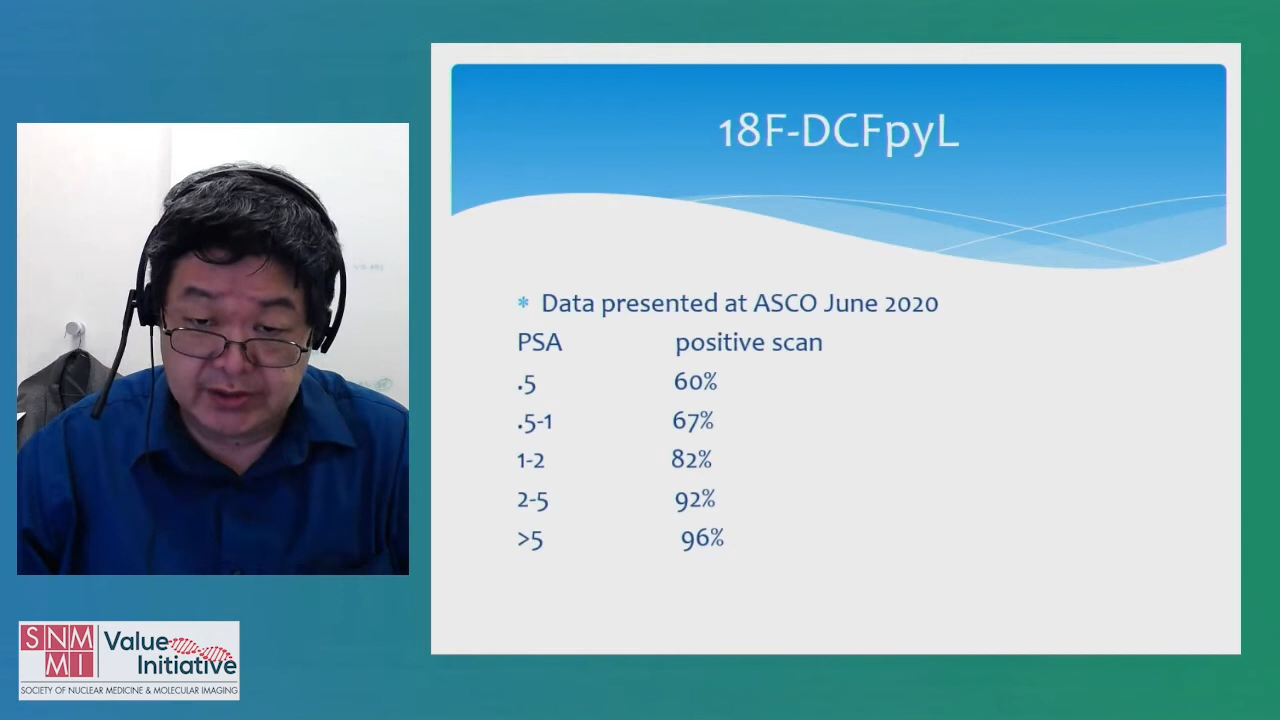 18F-DCFpyL
* Data presented at ASCO June 2020
PSA positive scan
.5 60%
.5-1 67%
1-2 82%
2-5 92%
>5 96%
SNM
MI
Value
Initiative
SOCIETY OF NUCLEAR MEDICINE & MOLECULAR IMAGING